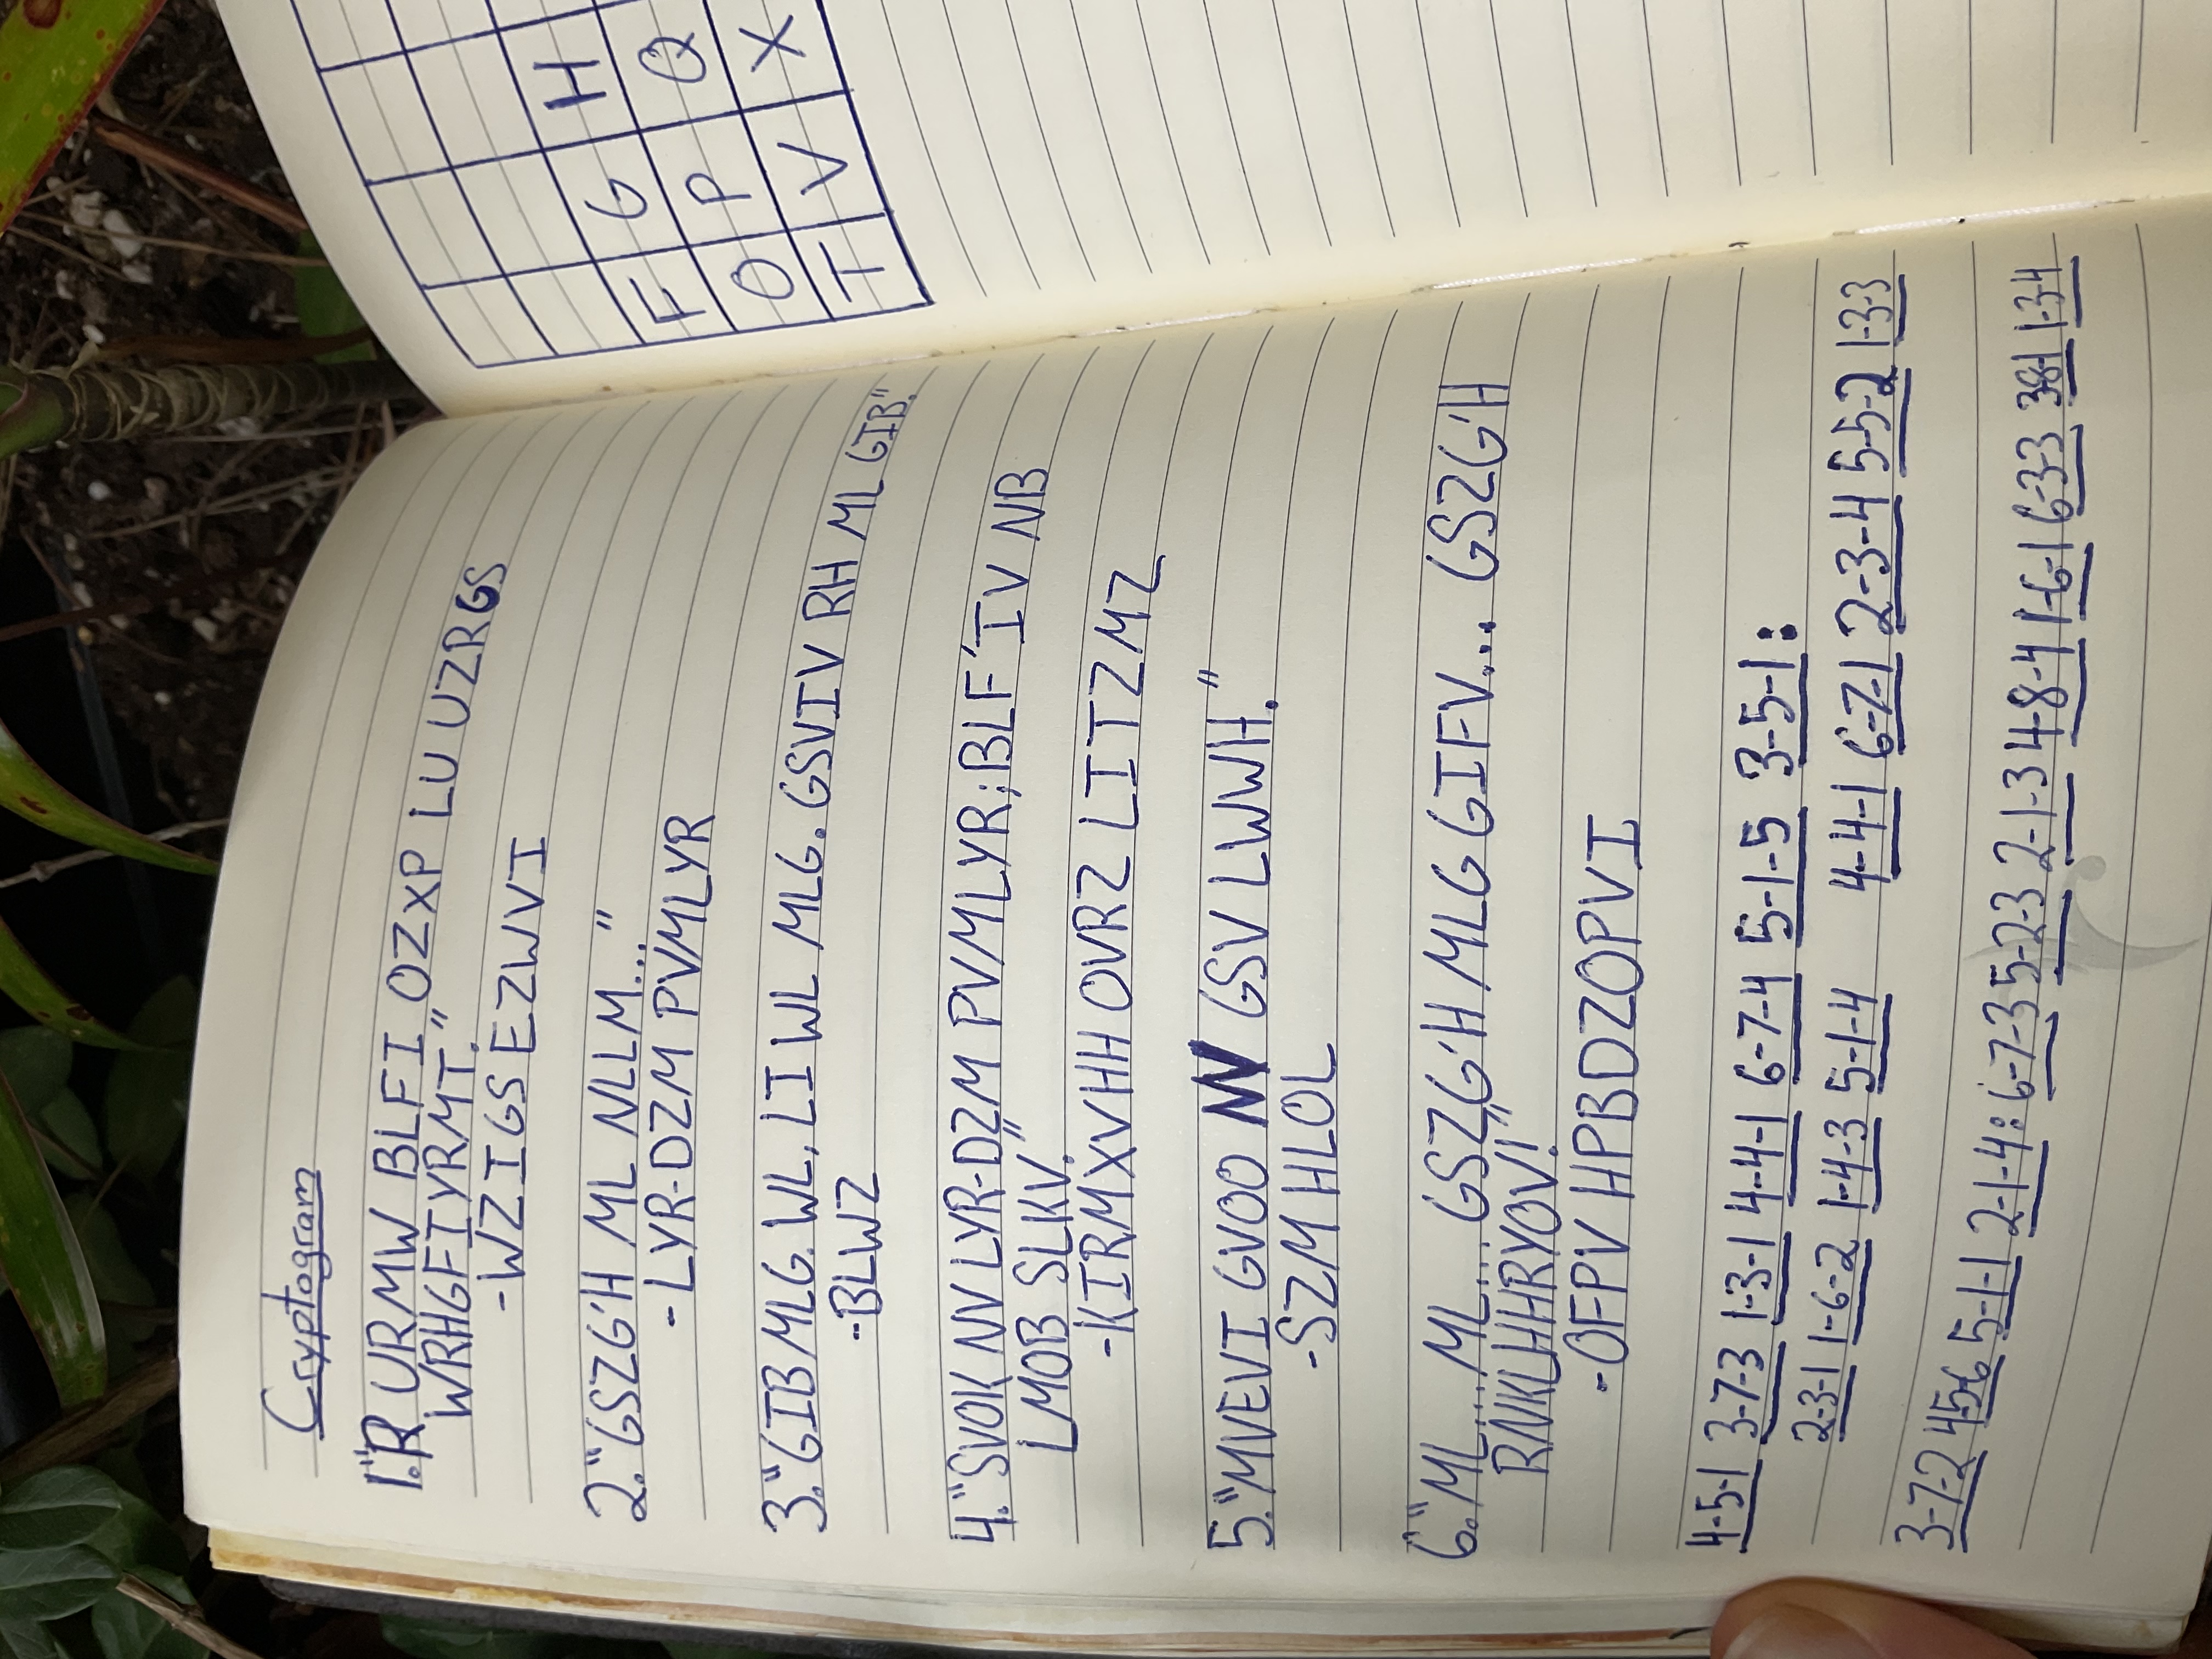 Cryptogram
1. "R URMW BLFI OZXP LU UZRGS
WRHGFIYRMT."
-WZIGS EZWVI
2. "GSZG'H ML NLLM..."
-LYR-DZM PVMLYR
3. "GIB MLG. WL, LI WL MLG. GSVIV RH ML GIB."
-BLWZ
4. "SVOK NV LYR-DZM PVMLYR; BLF'IV NB
LMOB SLKV."
-KIRMXVHH OVRZ LITZMZ
5. "MVEVI GVOO NV GSV LWWH."
-SZM HLOL
6. "ML... ML... GSZG'H MLG GIFV... GSZG'H
RNKLHHRYOV!"
-OFPV HPBDZOPVI
4-5-1 3-7-3 1-3-1 4-4-1 6-7-4 5-1-5 3-5-1:
2-3-1 1-6-2 1-4-3 5-1-4 4-4-1 6-7-1 2-3-4 5-5-2 1-3-3
3-7-2 4-5-6 5-1-1 2-1-4: 6-7-3 5-2-3 2-1-3 4-8-4 1-6-1 6-3-3 3-8-1 1-3-4
F G H
O P Q
T V X